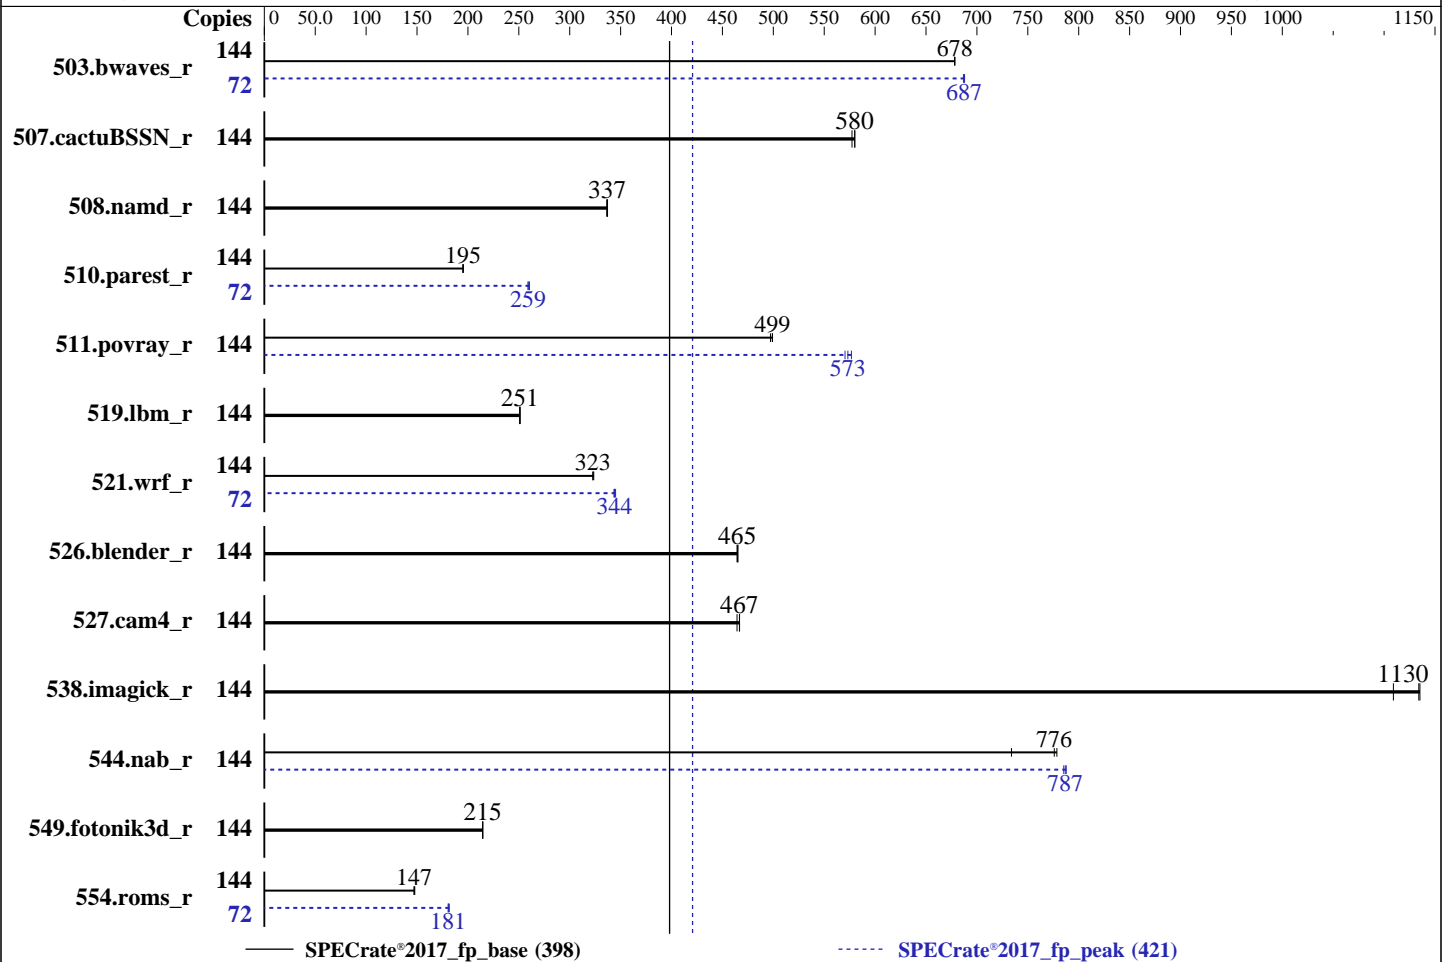 Copies 0 50.0 100 150 200 250 300 350 400 450 500 550 600 650 700 750 800 850 900 950 1000 1150
503.bwaves_r 144 678
72 687
507.cactuBSSN_r 144 580
508.namd_r 144 337
510.parest_r 144 195
72 259
511.povray_r 144 499
573
519.lbm_r 144 251
521.wrf_r 144 323
72 344
526.blender_r 144 465
527.cam4_r 144 467
538.imagick_r 144 1130
544.nab_r 144 776
787
549.fotonik3d_r 144 215
554.roms_r 144 147
72 181
SPECrate®2017_fp_base (398) SPECrate®2017_fp_peak (421)